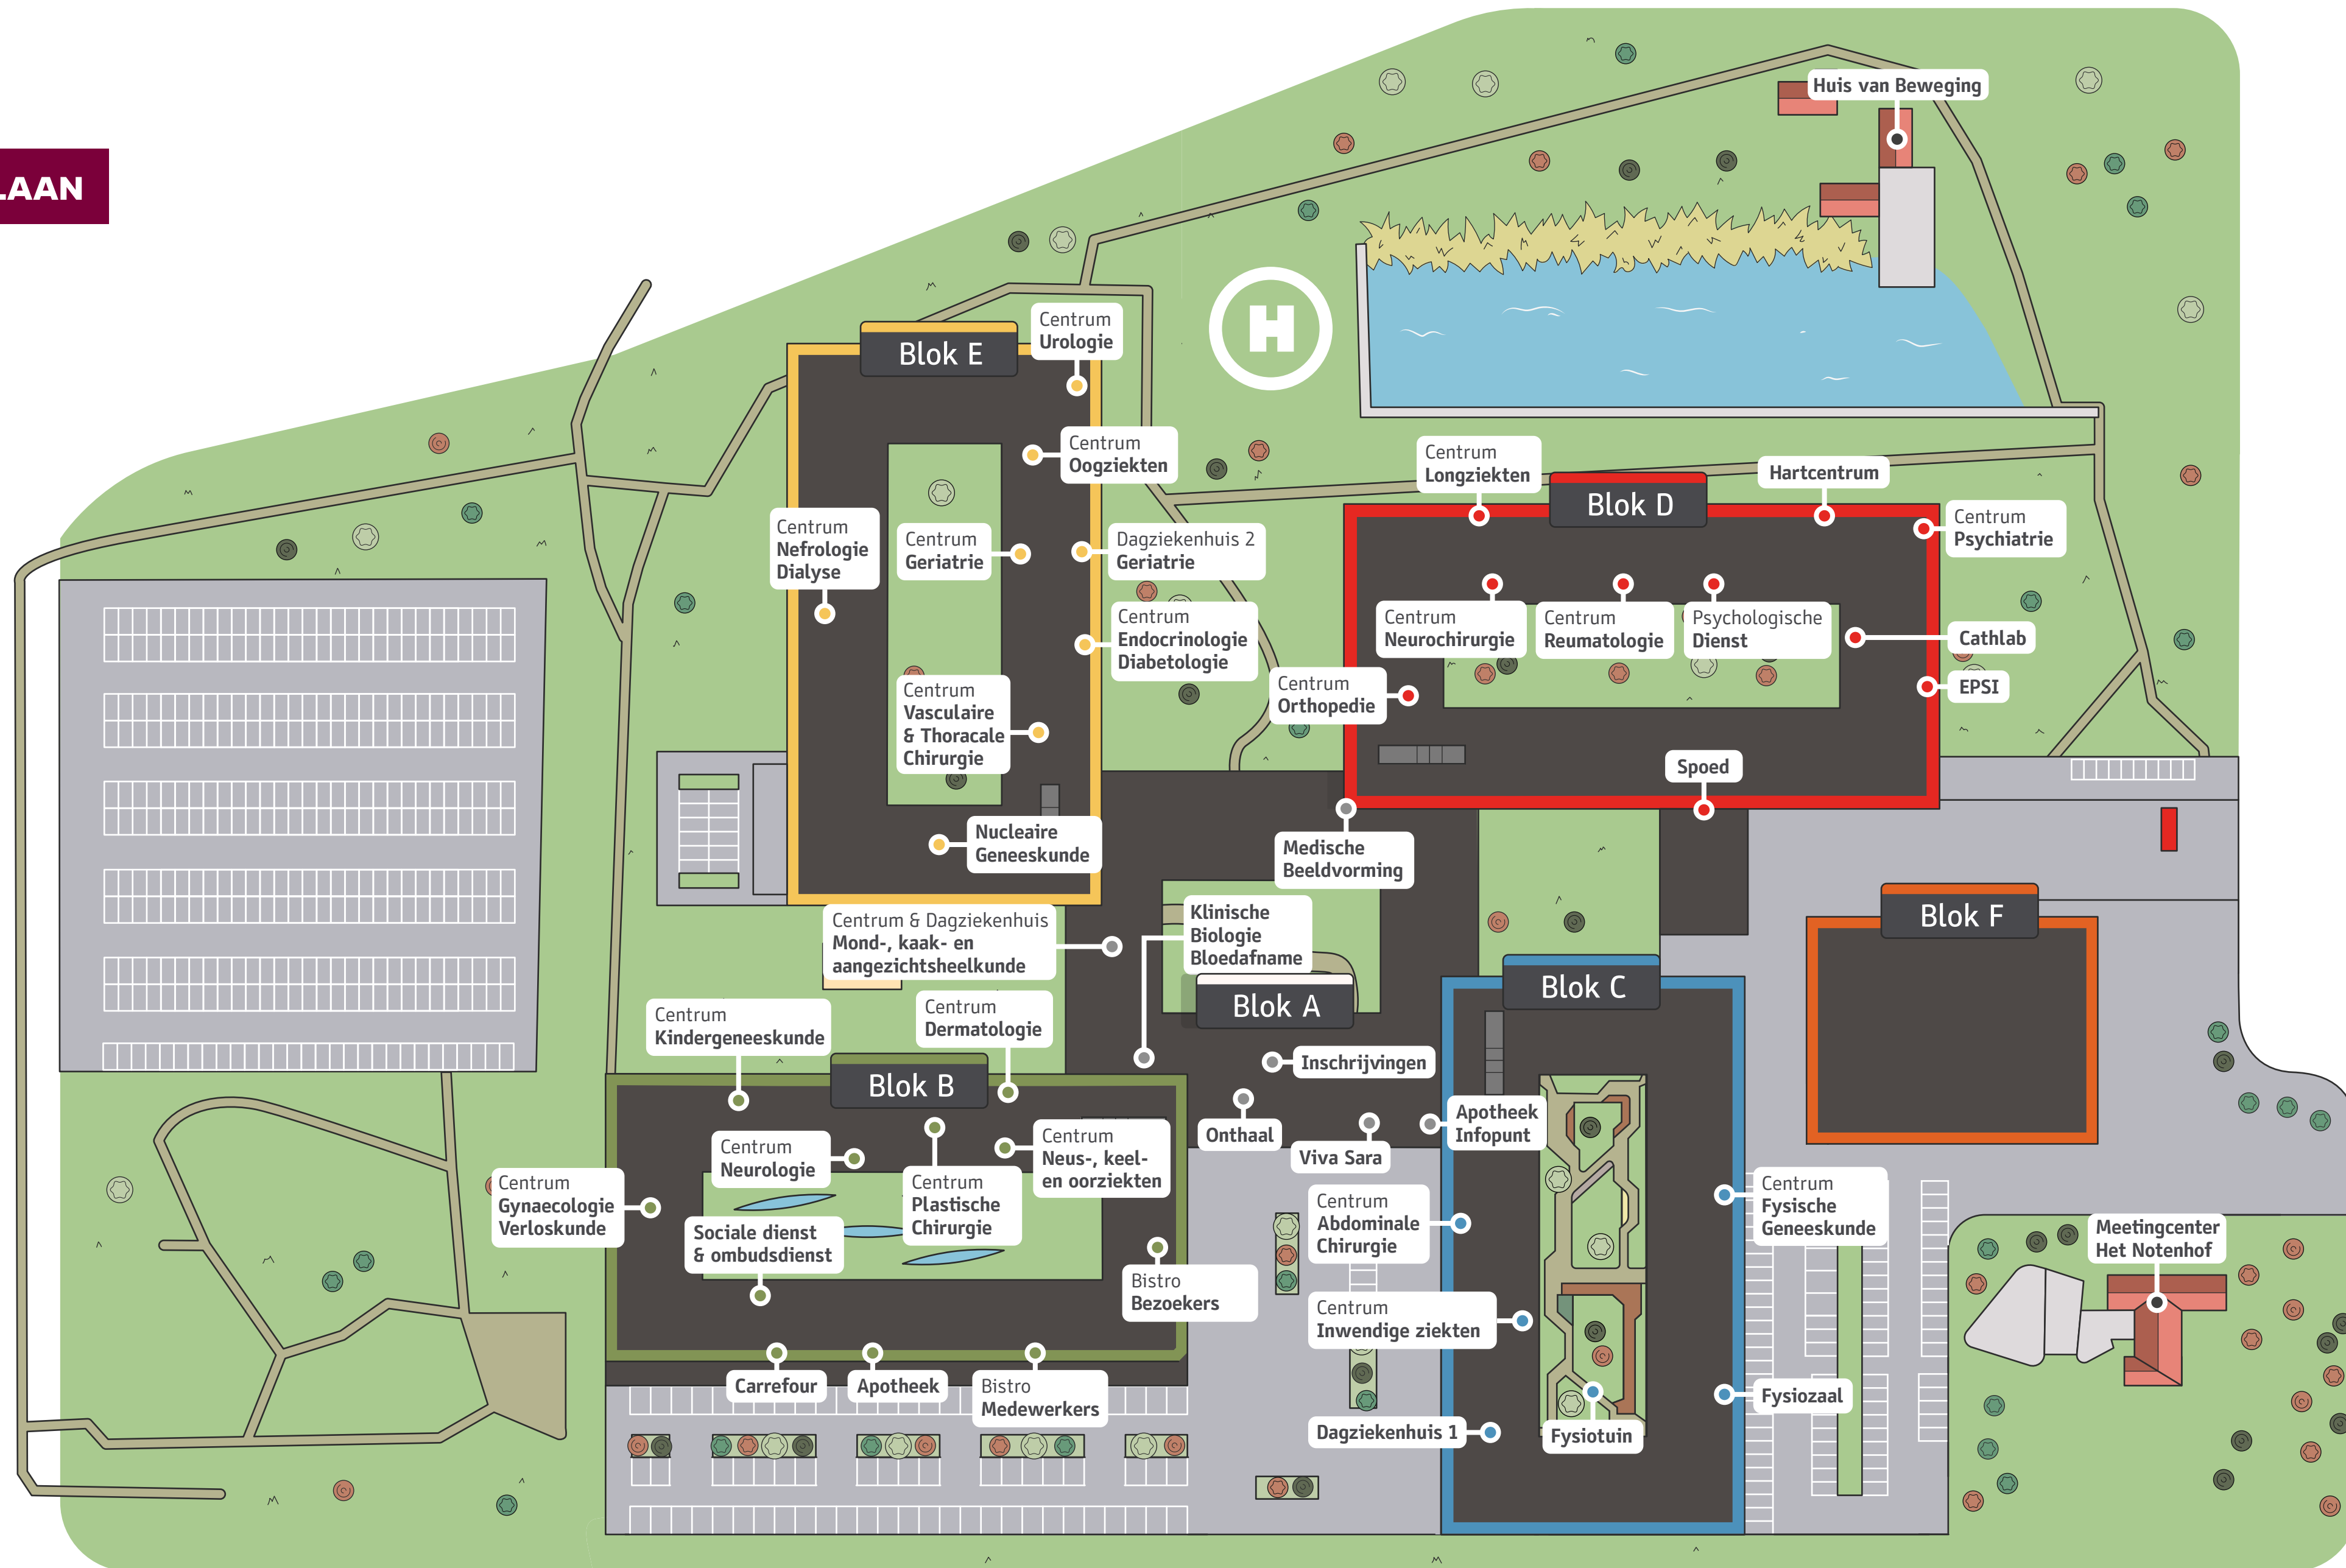 LAAN
Huis van Beweging
H
Blok E
Centrum
Urologie
Centrum
Oogziekten
Centrum
Nefrologie
Dialyse
Centrum
Geriatrie
Dagziekenhuis 2
Geriatrie
Centrum
Endocrinologie
Diabetologie
Centrum
Vasculaire
& Thoracale
Chirurgie
Nucleaire
Geneeskunde
Blok D
Centrum
Longziekten
Hartcentrum
Centrum
Psychiatrie
Centrum
Neurochirurgie
Centrum
Reumatologie
Psychologische
Dienst
Cathlab
EPSI
Centrum
Orthopedie
Spoed
Medische
Beeldvorming
Centrum & Dagziekenhuis
Mond-, kaak- en
aangezichtsheelkunde
Klinische
Biologie
Bloedafname
Blok A
Inschrijvingen
Onthaal
Viva Sara
Apotheek
Infopunt
Blok F
Blok C
Centrum
Abdominale
Chirurgie
Centrum
Inwendige ziekten
Dagziekenhuis 1
Fysiotuin
Centrum
Fysische
Geneeskunde
Fysiozaal
Meetingcenter
Het Notenhof
Centrum
Kindergeneeskunde
Centrum
Dermatologie
Blok B
Centrum
Neurologie
Centrum
Neus-, keel-
en oorziekten
Centrum
Gynaecologie
Verloskunde
Centrum
Plastische
Chirurgie
Sociale dienst
& ombudsdienst
Bistro
Bezoekers
Carrefour
Apotheek
Bistro
Medewerkers